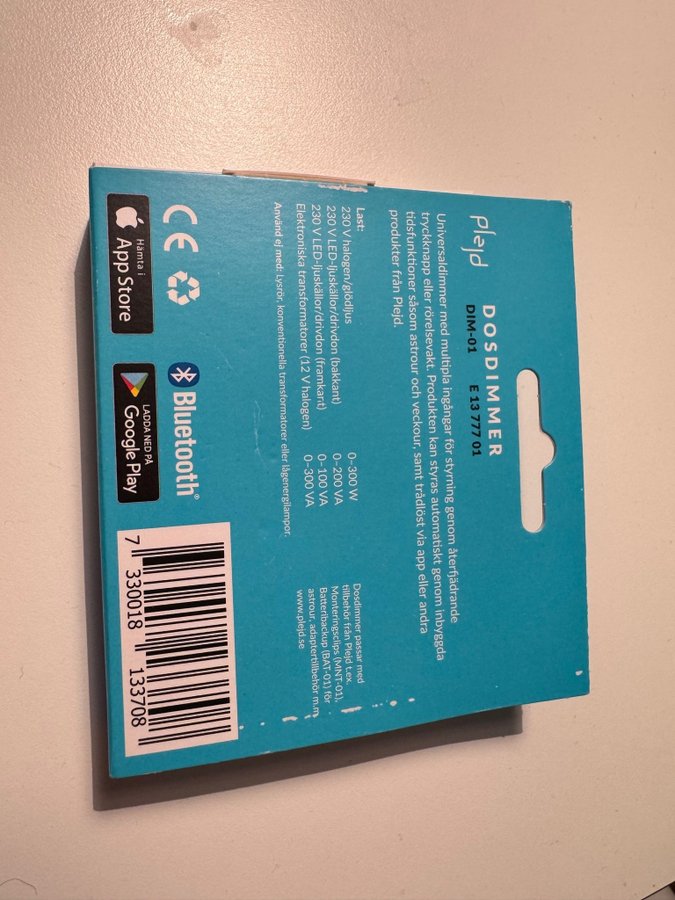 Plejd
DOSDIMMER
DIM-01 E 13 777 01
Universaldimmer med multipla ingångar för styrning genom återfjädrande
tryckknapp eller rörelsevakt. Produkten kan styras automatiskt genom inbyggda
tidsfunktioner såsom astrour och veckour, samt trådlöst via app eller andra
produkter från Plejd.
Last:
230 V halogen/glödljus 0–300 W
230 V LED-ljuskällor/drivdon (bakkant) 0–200 VA
230 V LED-ljuskällor/drivdon (framkant) 0–100 VA
Elektroniska transformatorer (12 V halogen) 0–300 VA
Använd ej med: Lysrör, konventionella transformatorer eller lågenergilampor.
Dosdimmer passar med
tillbehör från Plejd t.ex.
Monteringsclips (MNT-01),
Batteribackup (BAT-01) för
astrour, adaptertillbehör m.m.
www.plejd.se
CE
Bluetooth®
Hämta i
App Store
LADDA NED PÅ
Google Play
7 330018 133708